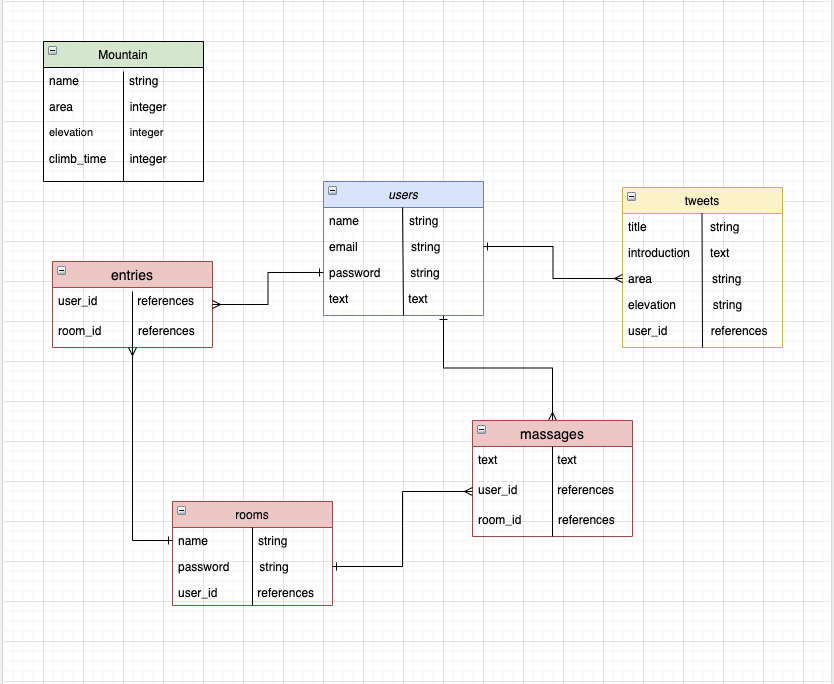 Mountain
name string
area integer
elevation integer
climb_time integer
users
name string
email string
password string
text text
tweets
title string
introduction text
area string
elevation string
user_id references
entries
user_id references
room_id references
massages
text text
user_id references
room_id references
rooms
name string
password string
user_id references